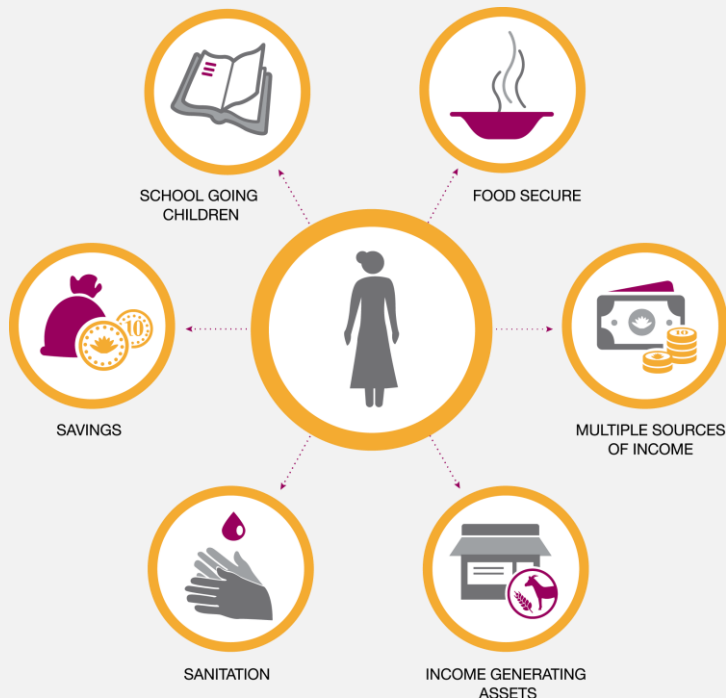 SCHOOL GOING
CHILDREN
FOOD SECURE
10
SAVINGS
10
MULTIPLE SOURCES
OF INCOME
SANITATION
INCOME GENERATING
ASSETS